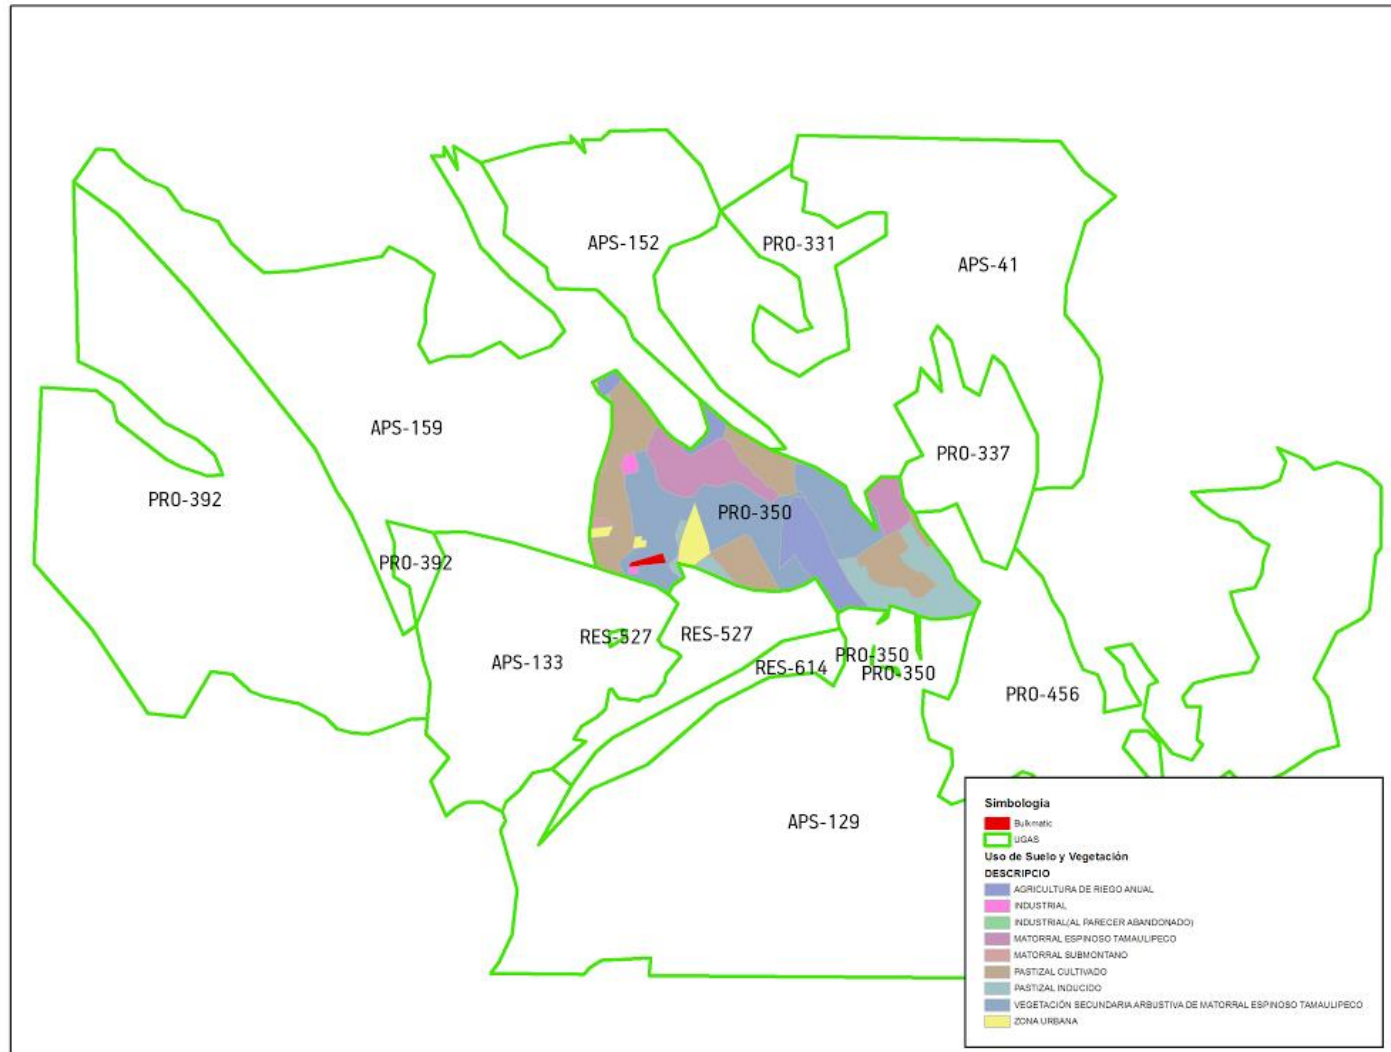 APS-152
PRO-331
APS-41
APS-159
PRO-337
PRO-392
PRO-350
PRO-392
RES-527
RES-527
APS-133
RES-614
PRO-350
PRO-350
PRO-456
APS-129
Simbologia
Bulkmatic
UGAS
Uso de Suelo y Vegetación
DESCRIPCIO
AGRICULTURA DE RIEGO ANUAL
INDUSTRIAL
INDUSTRIAL(AL PARECER ABANDONADO)
MATORRAL ESPINOSO TAMAULIPECO
MATORRAL SUBMONTANO
PASTIZAL CULTIVADO
PASTIZAL INDUCIDO
VEGETACIÓN SECUNDARIA ARBUSTIVA DE MATORRAL ESPINOSO TAMAULIPECO
ZONA URBANA